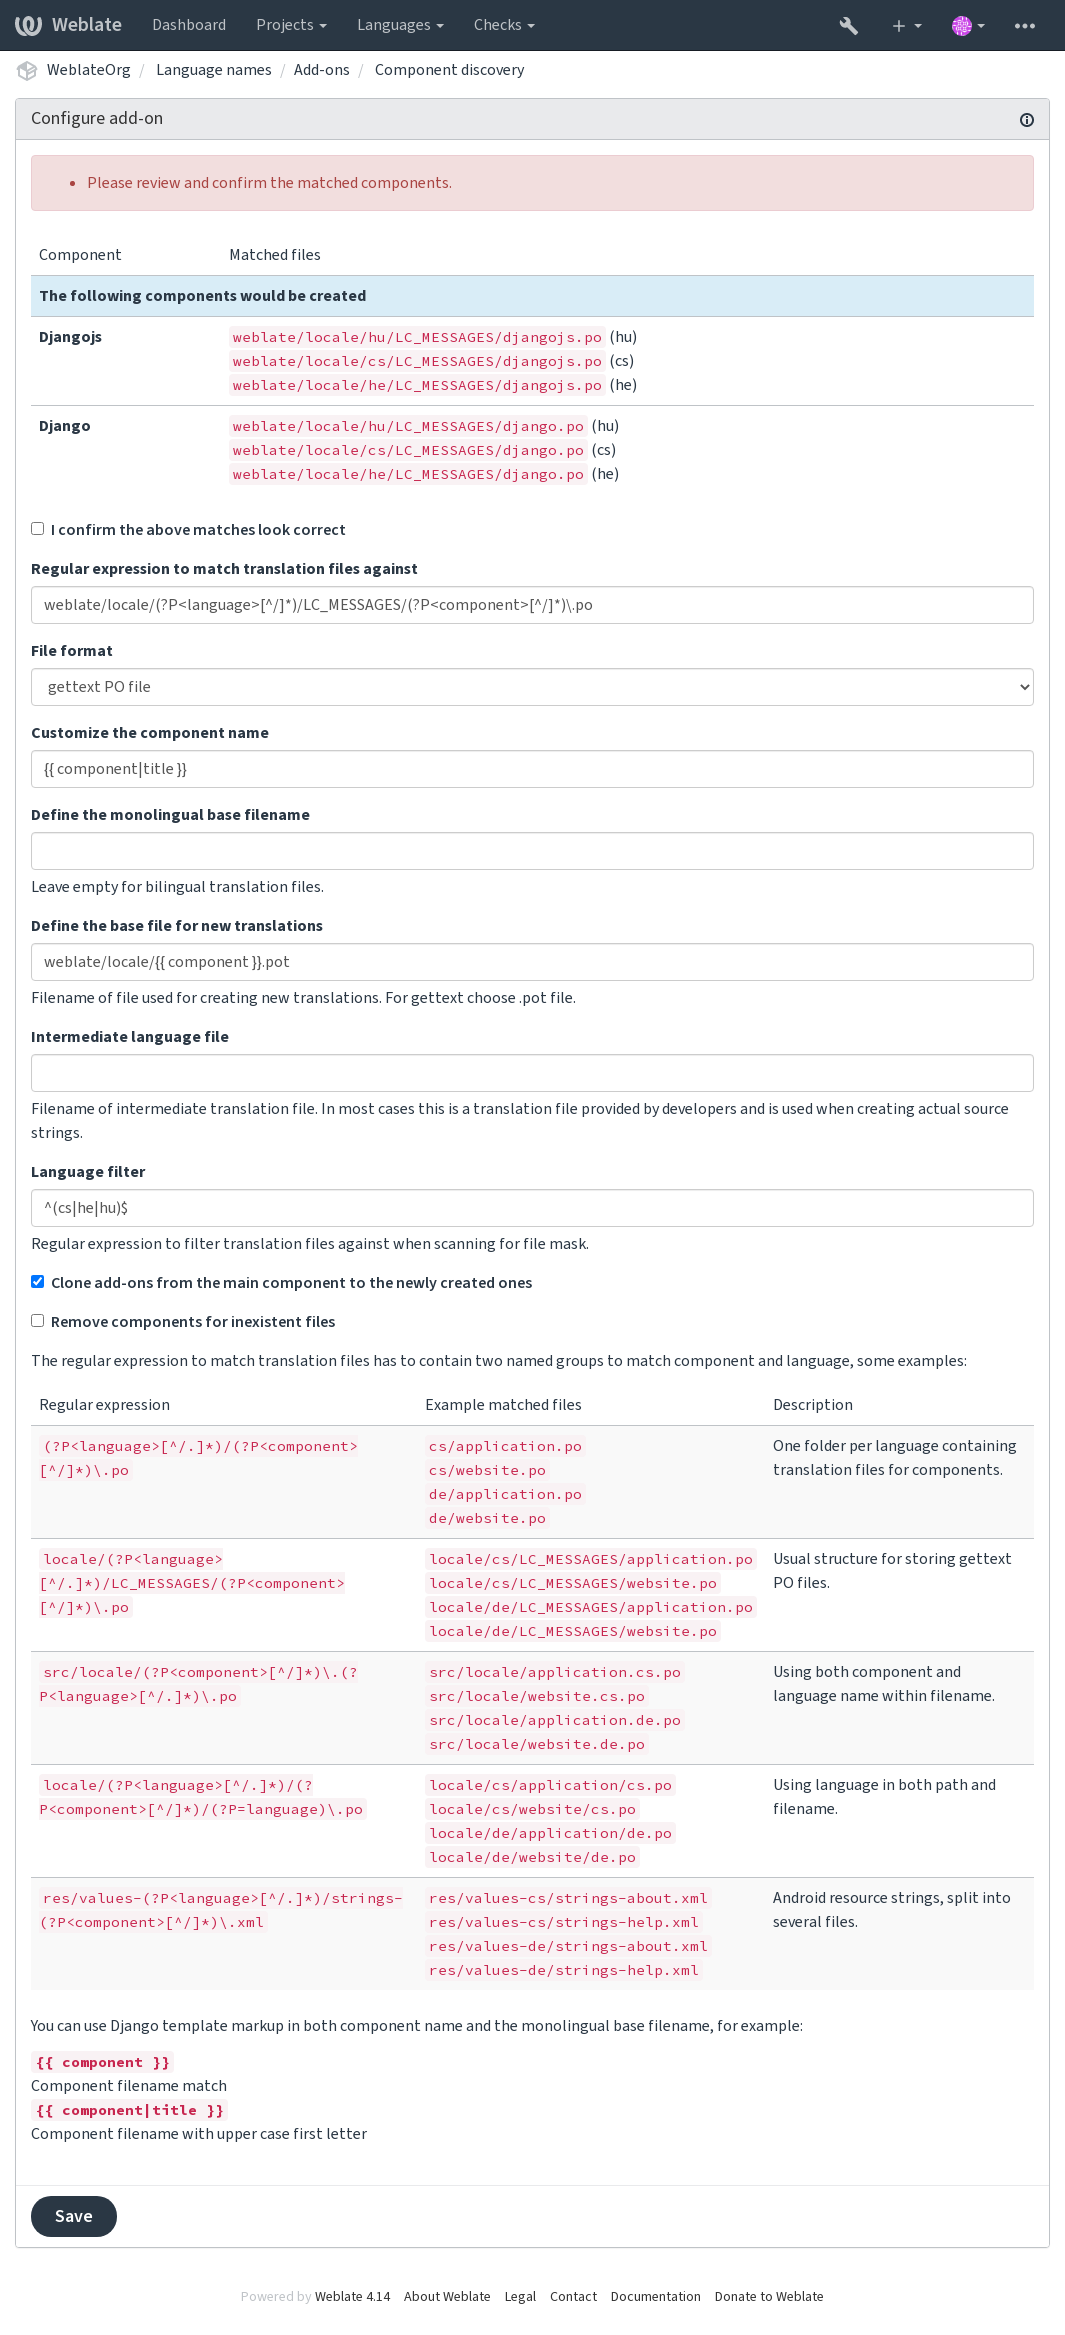 Weblate Dashboard Projects Languages Checks
WeblateOrg / Language names / Add-ons / Component discovery
Configure add-on
Please review and confirm the matched components.
Component Matched files
The following components would be created
Djangojs weblate/locale/hu/LC_MESSAGES/djangojs.po (hu)
weblate/locale/cs/LC_MESSAGES/djangojs.po (cs)
weblate/locale/he/LC_MESSAGES/djangojs.po (he)
Django weblate/locale/hu/LC_MESSAGES/django.po (hu)
weblate/locale/cs/LC_MESSAGES/django.po (cs)
weblate/locale/he/LC_MESSAGES/django.po (he)
I confirm the above matches look correct
Regular expression to match translation files against
weblate/locale/(?P<language>[^/]*)/LC_MESSAGES/(?P<component>[^/]*)\.po
File format
gettext PO file
Customize the component name
{{ component|title }}
Define the monolingual base filename
Leave empty for bilingual translation files.
Define the base file for new translations
weblate/locale/{{ component }}.pot
Filename of file used for creating new translations. For gettext choose .pot file.
Intermediate language file
Filename of intermediate translation file. In most cases this is a translation file provided by developers and is used when creating actual source
strings.
Language filter
^(cs|he|hu)$
Regular expression to filter translation files against when scanning for file mask.
Clone add-ons from the main component to the newly created ones
Remove components for inexistent files
The regular expression to match translation files has to contain two named groups to match component and language, some examples:
Regular expression Example matched files Description
(?P<language>[^/.]*)/(?P<component> cs/application.po One folder per language containing
[^/]*)\.po cs/website.po translation files for components.
de/application.po
de/website.po
locale/(?P<language> locale/cs/LC_MESSAGES/application.po Usual structure for storing gettext
[^/.]*)/LC_MESSAGES/(?P<component> locale/cs/LC_MESSAGES/website.po PO files.
[^/]*)\.po locale/de/LC_MESSAGES/application.po
locale/de/LC_MESSAGES/website.po
src/locale/(?P<component>[^/]*)\.(? src/locale/application.cs.po Using both component and
P<language>[^/.]*)\.po src/locale/website.cs.po language name within filename.
src/locale/application.de.po
src/locale/website.de.po
locale/(?P<language>[^/.]*)/(? locale/cs/application/cs.po Using language in both path and
P<component>[^/]*)/(?P=language)\.po locale/cs/website/cs.po filename.
locale/de/application/de.po
locale/de/website/de.po
res/values-(?P<language>[^/.]*)/strings- res/values-cs/strings-about.xml Android resource strings, split into
(?P<component>[^/]*)\.xml res/values-cs/strings-help.xml several files.
res/values-de/strings-about.xml
res/values-de/strings-help.xml
You can use Django template markup in both component name and the monolingual base filename, for example:
{{ component }}
Component filename match
{{ component|title }}
Component filename with upper case first letter
Save
Powered by Weblate 4.14 About Weblate Legal Contact Documentation Donate to Weblate